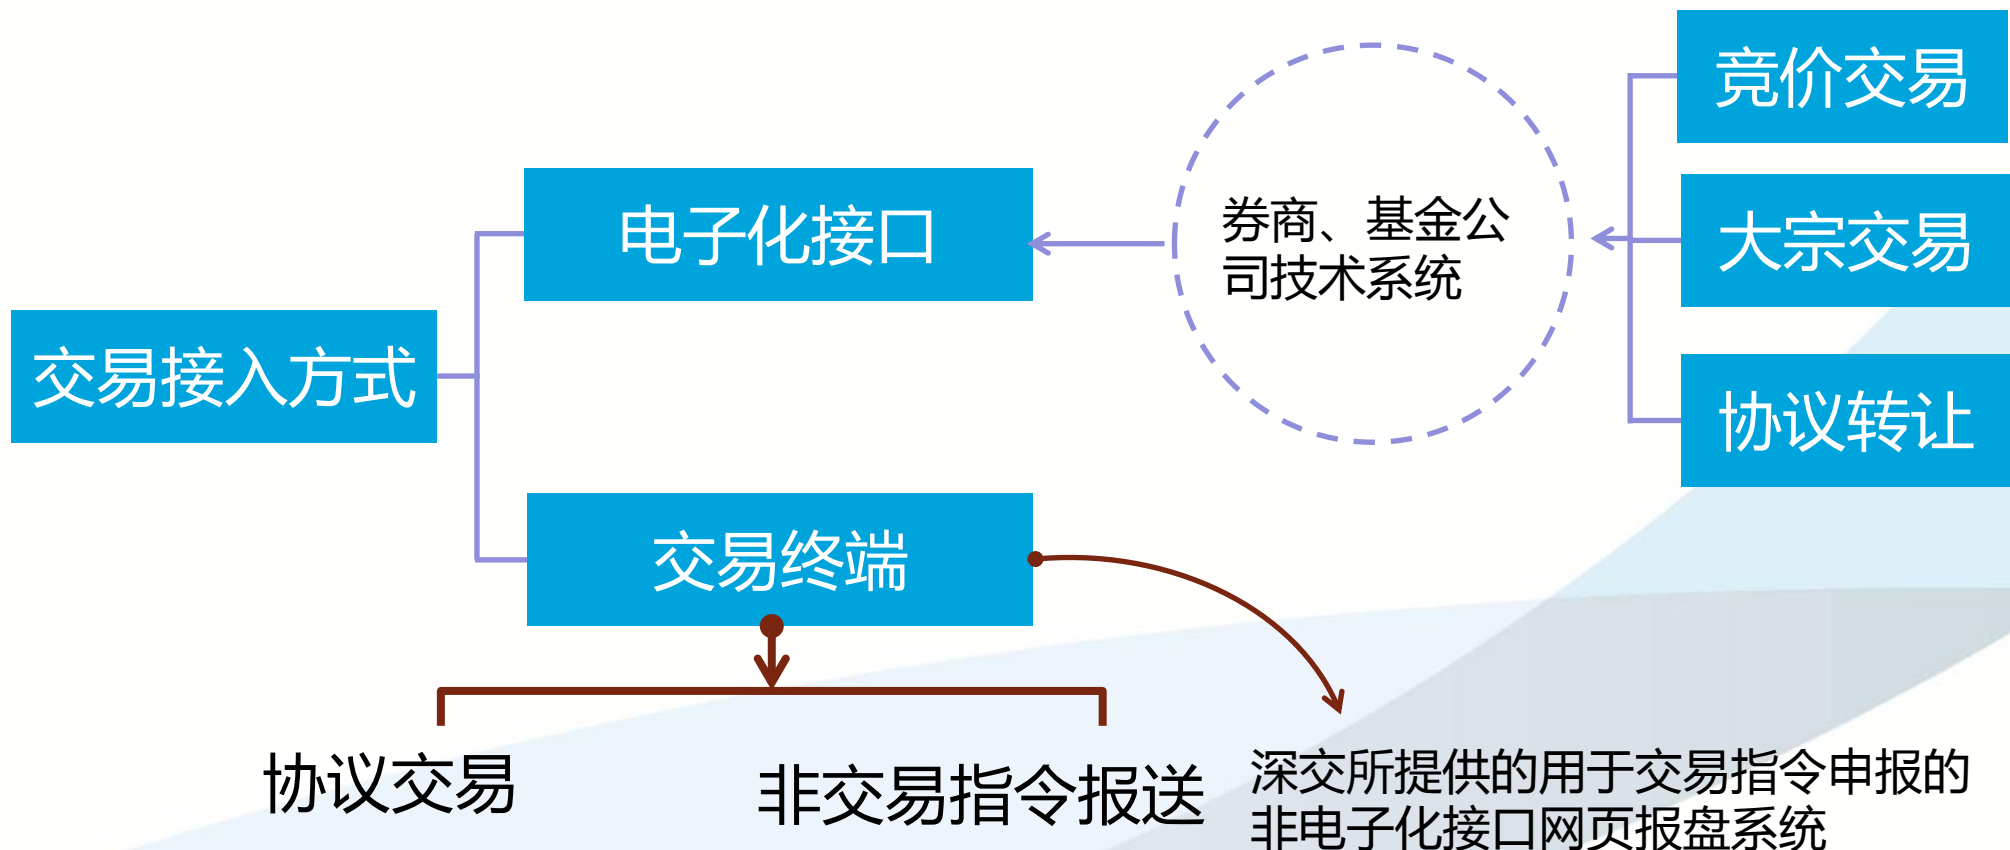 竞价交易
电子化接口
券商、基金公
司技术系统
大宗交易
交易接入方式
协议转让
交易终端
协议交易
非交易指令报送
深交所提供的用于交易指令申报的
非电子化接口网页报盘系统